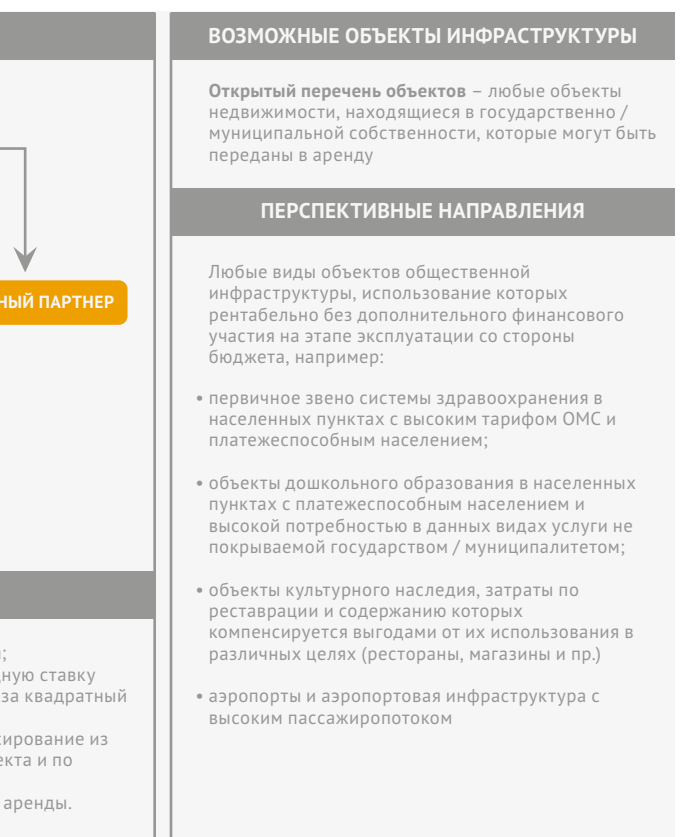 НЫЙ ПАРТНЕР
;
ную ставку
за квадратный
сирование из
екта и по
аренды.
ВОЗМОЖНЫЕ ОБЪЕКТЫ ИНФРАСТРУКТУРЫ
Открытый перечень объектов – любые объекты
недвижимости, находящиеся в государственно /
муниципальной собственности, которые могут быть
переданы в аренду
ПЕРСПЕКТИВНЫЕ НАПРАВЛЕНИЯ
Любые виды объектов общественной
инфраструктуры, использование которых
рентабельно без дополнительного финансового
участия на этапе эксплуатации со стороны
бюджета, например:
• первичное звено системы здравоохранения в
населенных пунктах с высоким тарифом ОМС и
платежеспособным населением;
• объекты дошкольного образования в населенных
пунктах с платежеспособным населением и
высокой потребностью в данных видах услуги не
покрываемой государством / муниципалитетом;
• объекты культурного наследия, затраты по
реставрации и содержанию которых
компенсируется выгодами от их использования в
различных целях (рестораны, магазины и пр.)
• аэропорты и аэропортовая инфраструктура с
высоким пассажиропотоком